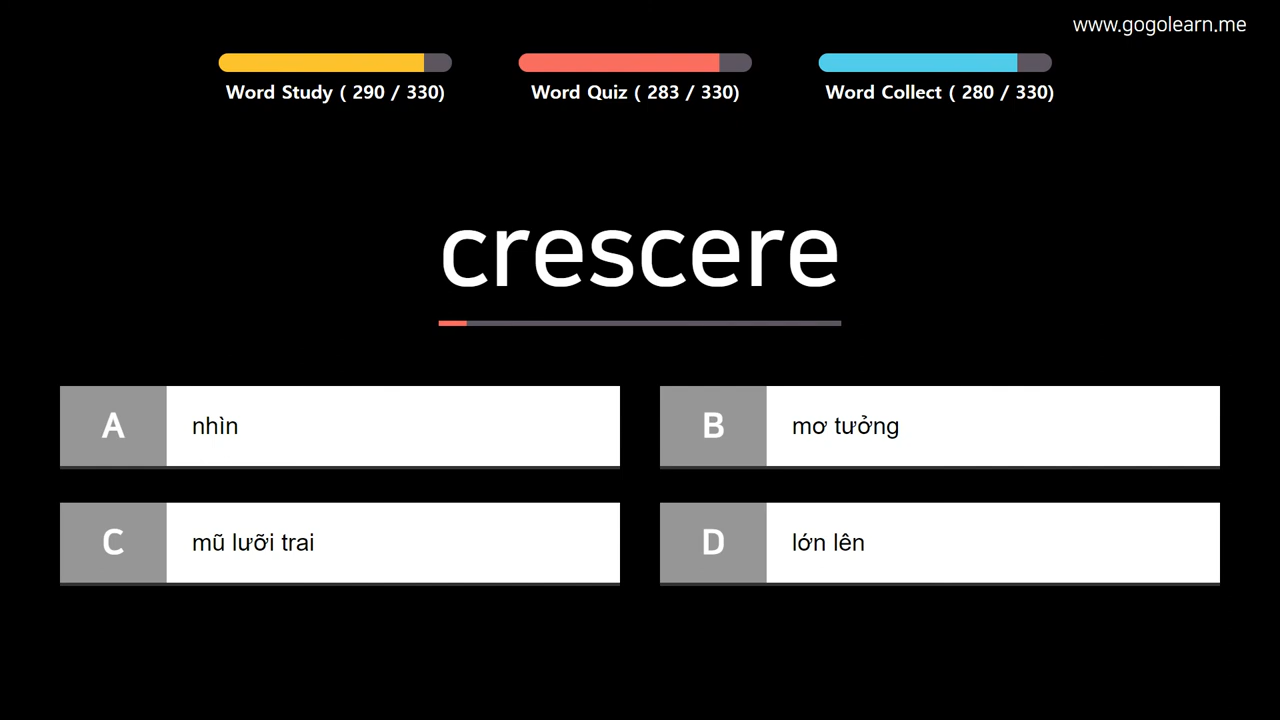 www.gogolearn.me
Word Study ( 290 / 330)
Word Quiz ( 283 / 330)
Word Collect ( 280 / 330)
crescere
A nhìn
B mơ tưởng
C mũ lưỡi trai
D lớn lên